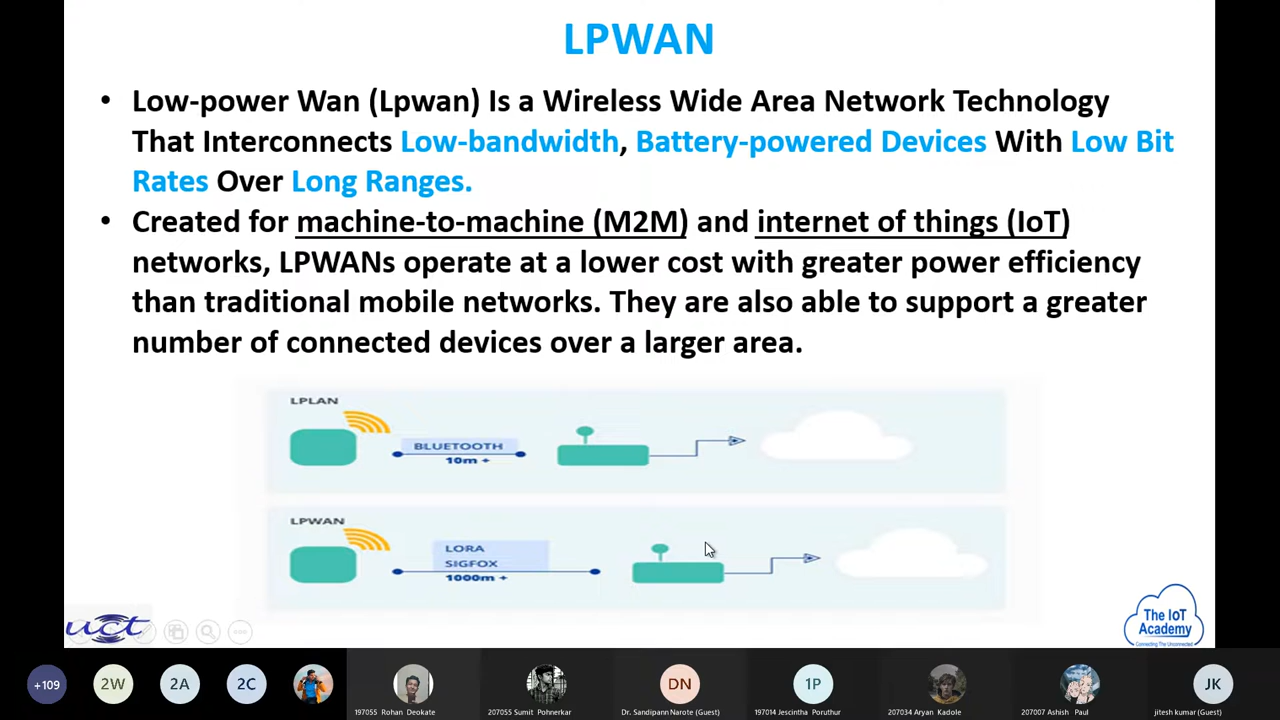 LPWAN
• Low-power Wan (Lpwan) Is a Wireless Wide Area Network Technology
That Interconnects Low-bandwidth, Battery-powered Devices With Low Bit
Rates Over Long Ranges.
• Created for machine-to-machine (M2M) and internet of things (IoT)
networks, LPWANs operate at a lower cost with greater power efficiency
than traditional mobile networks. They are also able to support a greater
number of connected devices over a larger area.
LPLAN
BLUETOOTH
10m +
LPWAN
LORA
SIGFOX
1000m +
uct
The IoT
Academy
Connecting The Unconnected
+109
2W
2A
2C
DN
1P
JK
197055 Rohan Deokate
207055 Sumit Pohnerkar
Dr. Sandipann Narote (Guest)
197014 Jescintha Poruthur
207034 Aryan Kadole
207007 Ashish Paul
jitesh kumar (Guest)